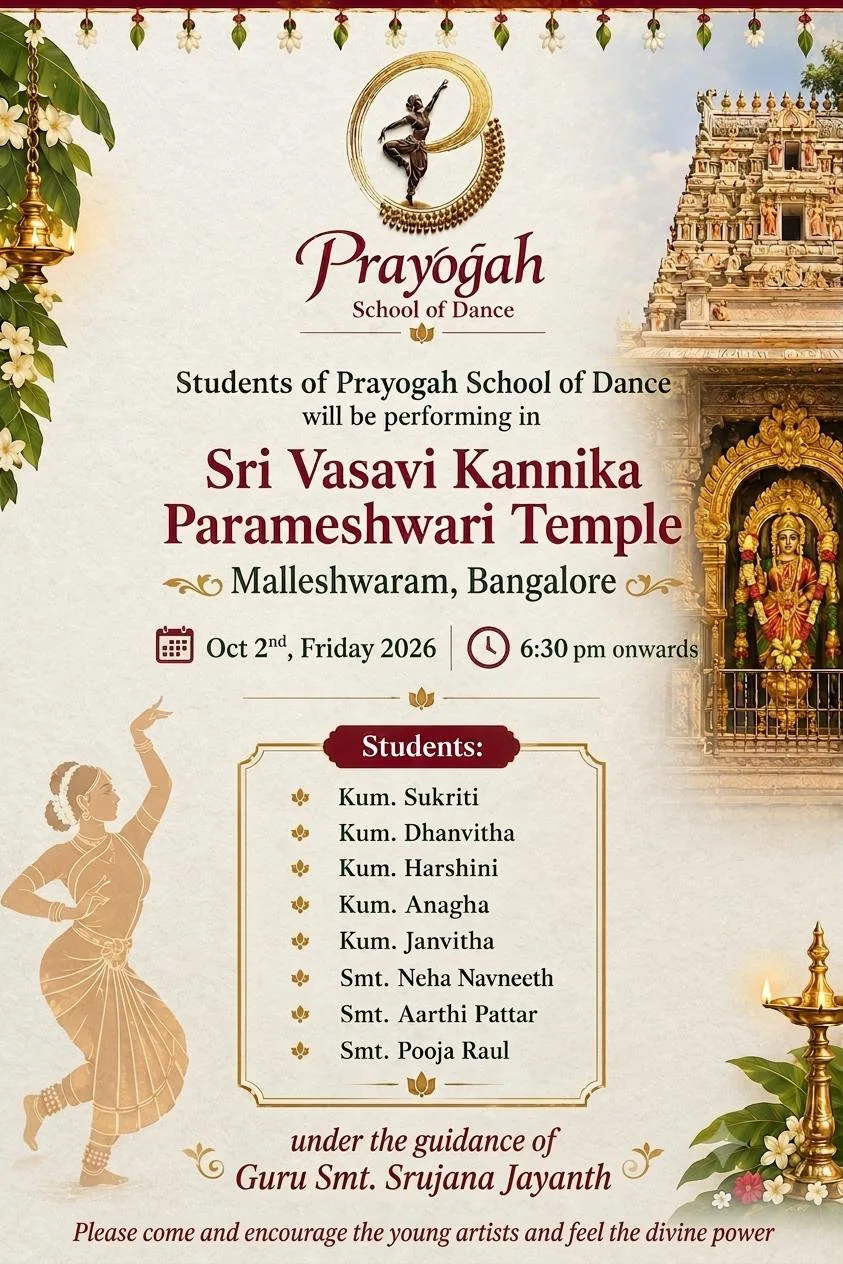 Prayōgah
School of Dance
Students of Prayogah School of Dance
will be performing in
Sri Vasavi Kannika
Parameshwari Temple
Malleshwaram, Bangalore
Oct 2nd, Friday 2026 | 6:30 pm onwards
Students:
Kum. Sukriti
Kum. Dhanvitha
Kum. Harshini
Kum. Anagha
Kum. Janvitha
Smt. Neha Navneeth
Smt. Aarthi Pattar
Smt. Pooja Raul
under the guidance of
Guru Smt. Srujana Jayanth
Please come and encourage the young artists and feel the divine power